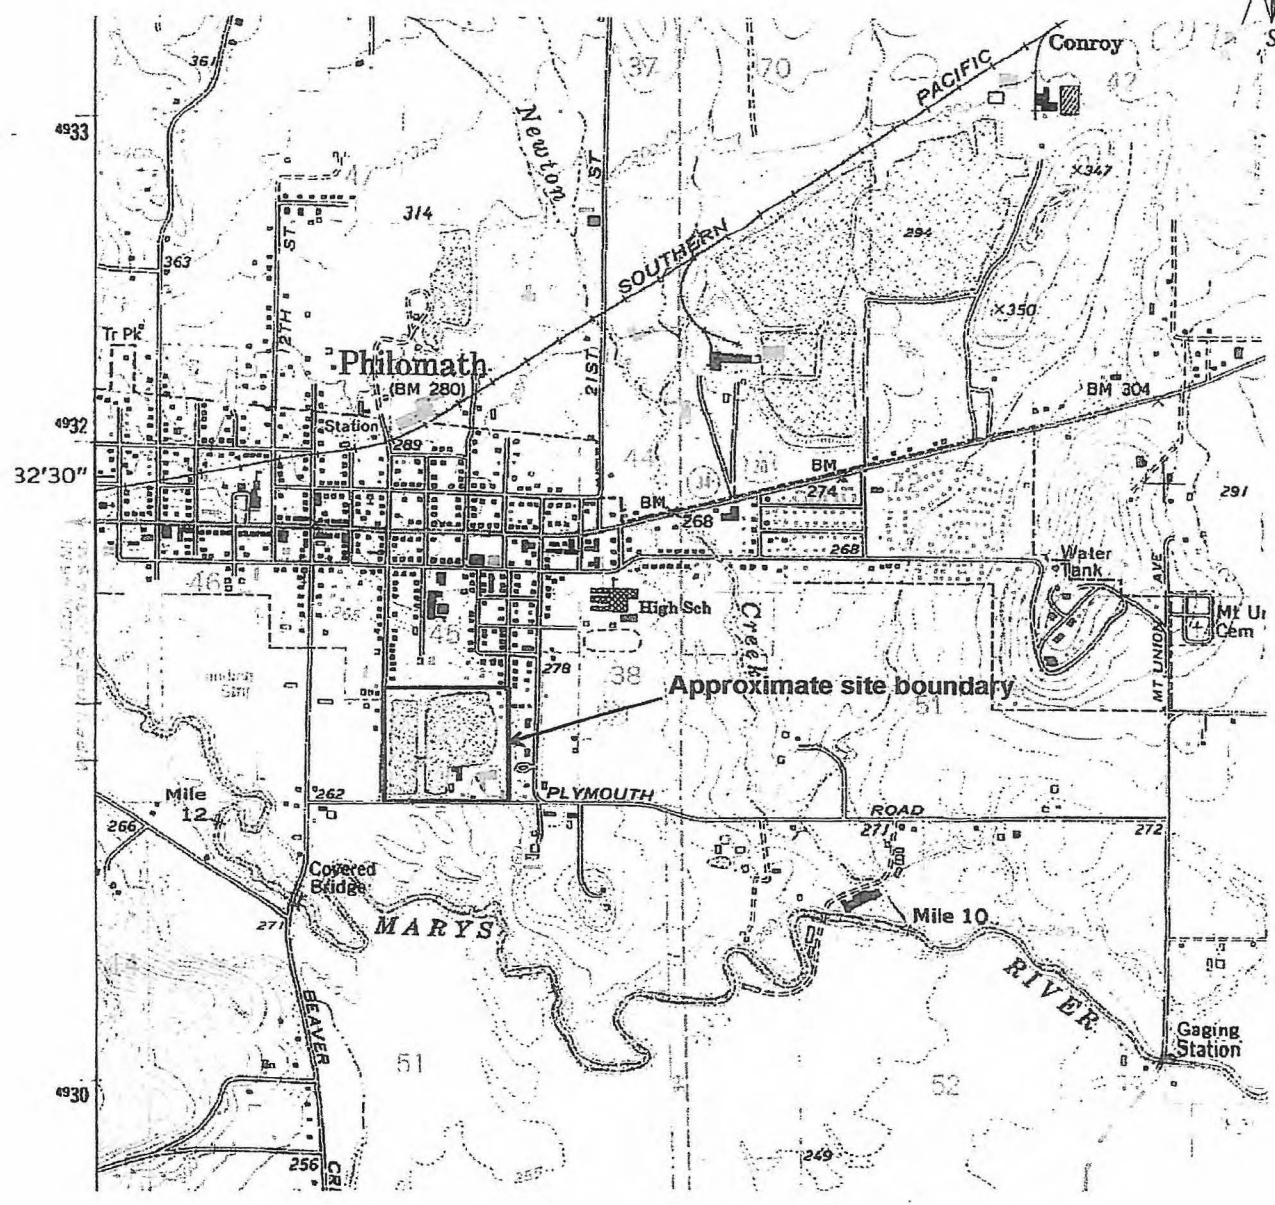 Conroy
PACIFIC
37
70
42
361
4933
Newton
ST
×347
314
SOUTHERN
294
ST
363
×350
12TH
Tr Pk
Philomath
(BM 280)
21ST
BM 304
4932
Station
289
44
BM
32'30"
274
291
BM
268
268
Water
Tank
46
High Sch
Creek
Mt Un
Cem
45
AVE
278
38
MT UNION
Approximate site boundary
51
262
PLYMOUTH
Mile
12
ROAD
266
271
272
Covered
Bridge
271
MARYS
Mile 10
RIVER
BEAVER
Gaging
Station
51
52
4930
256
249
CRE